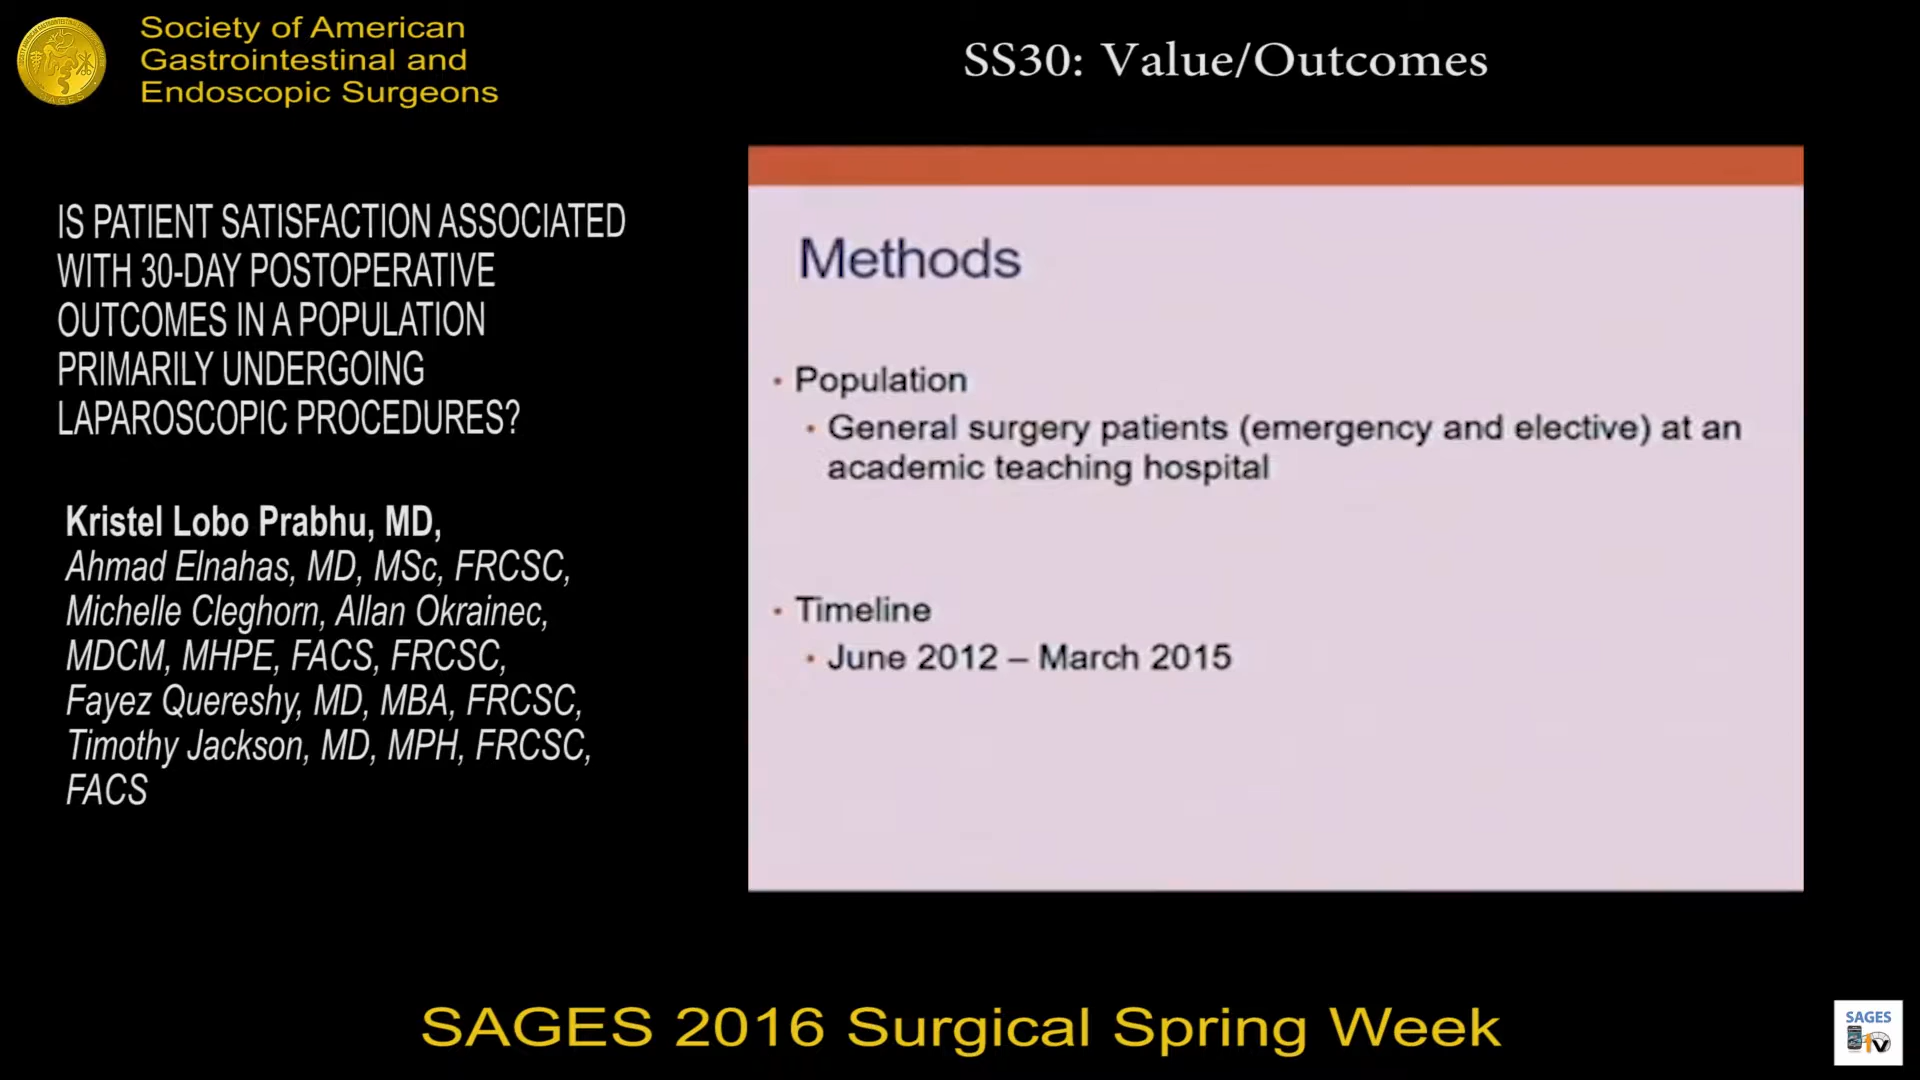 Society of American
Gastrointestinal and
Endoscopic Surgeons
SS30: Value/Outcomes
IS PATIENT SATISFACTION ASSOCIATED
WITH 30-DAY POSTOPERATIVE
OUTCOMES IN A POPULATION
PRIMARILY UNDERGOING
LAPAROSCOPIC PROCEDURES?
Kristel Lobo Prabhu, MD,
Ahmad Elnahas, MD, MSc, FRCSC,
Michelle Cleghorn, Allan Okrainec,
MDCM, MHPE, FACS, FRCSC,
Fayez Quereshy, MD, MBA, FRCSC,
Timothy Jackson, MD, MPH, FRCSC,
FACS
Methods
• Population
• General surgery patients (emergency and elective) at an
academic teaching hospital
• Timeline
• June 2012 – March 2015
SAGES 2016 Surgical Spring Week
SAGES
TV